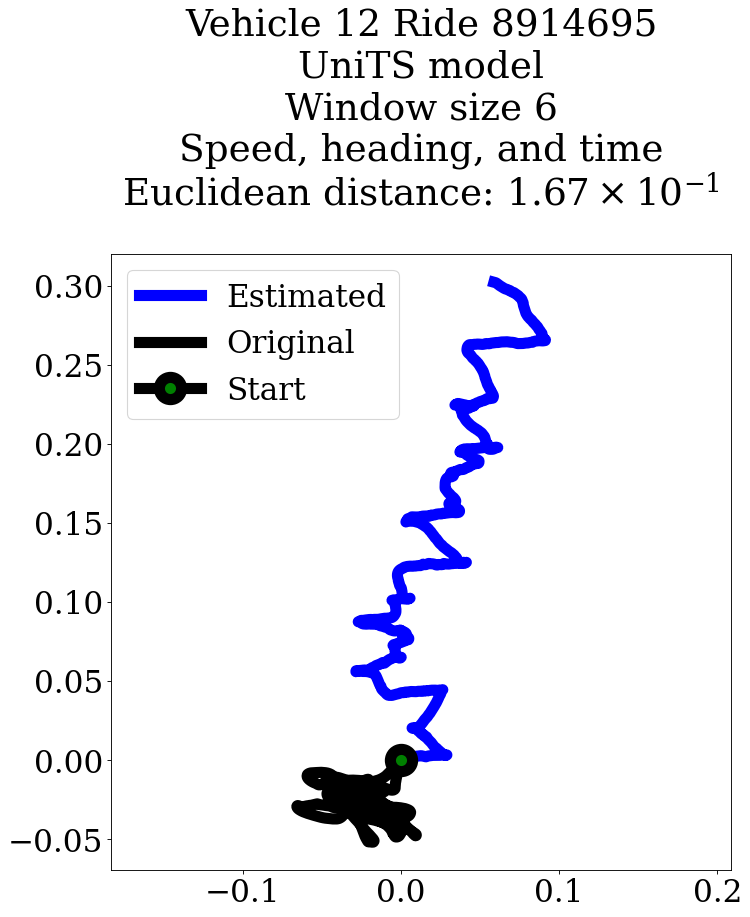 Vehicle 12 Ride 8914695
UniTS model
Window size 6
Speed, heading, and time
Euclidean distance: 1.67 × 10⁻¹
Estimated
Original
Start
0.30
0.25
0.20
0.15
0.10
0.05
0.00
−0.05
−0.1
0.0
0.1
0.2